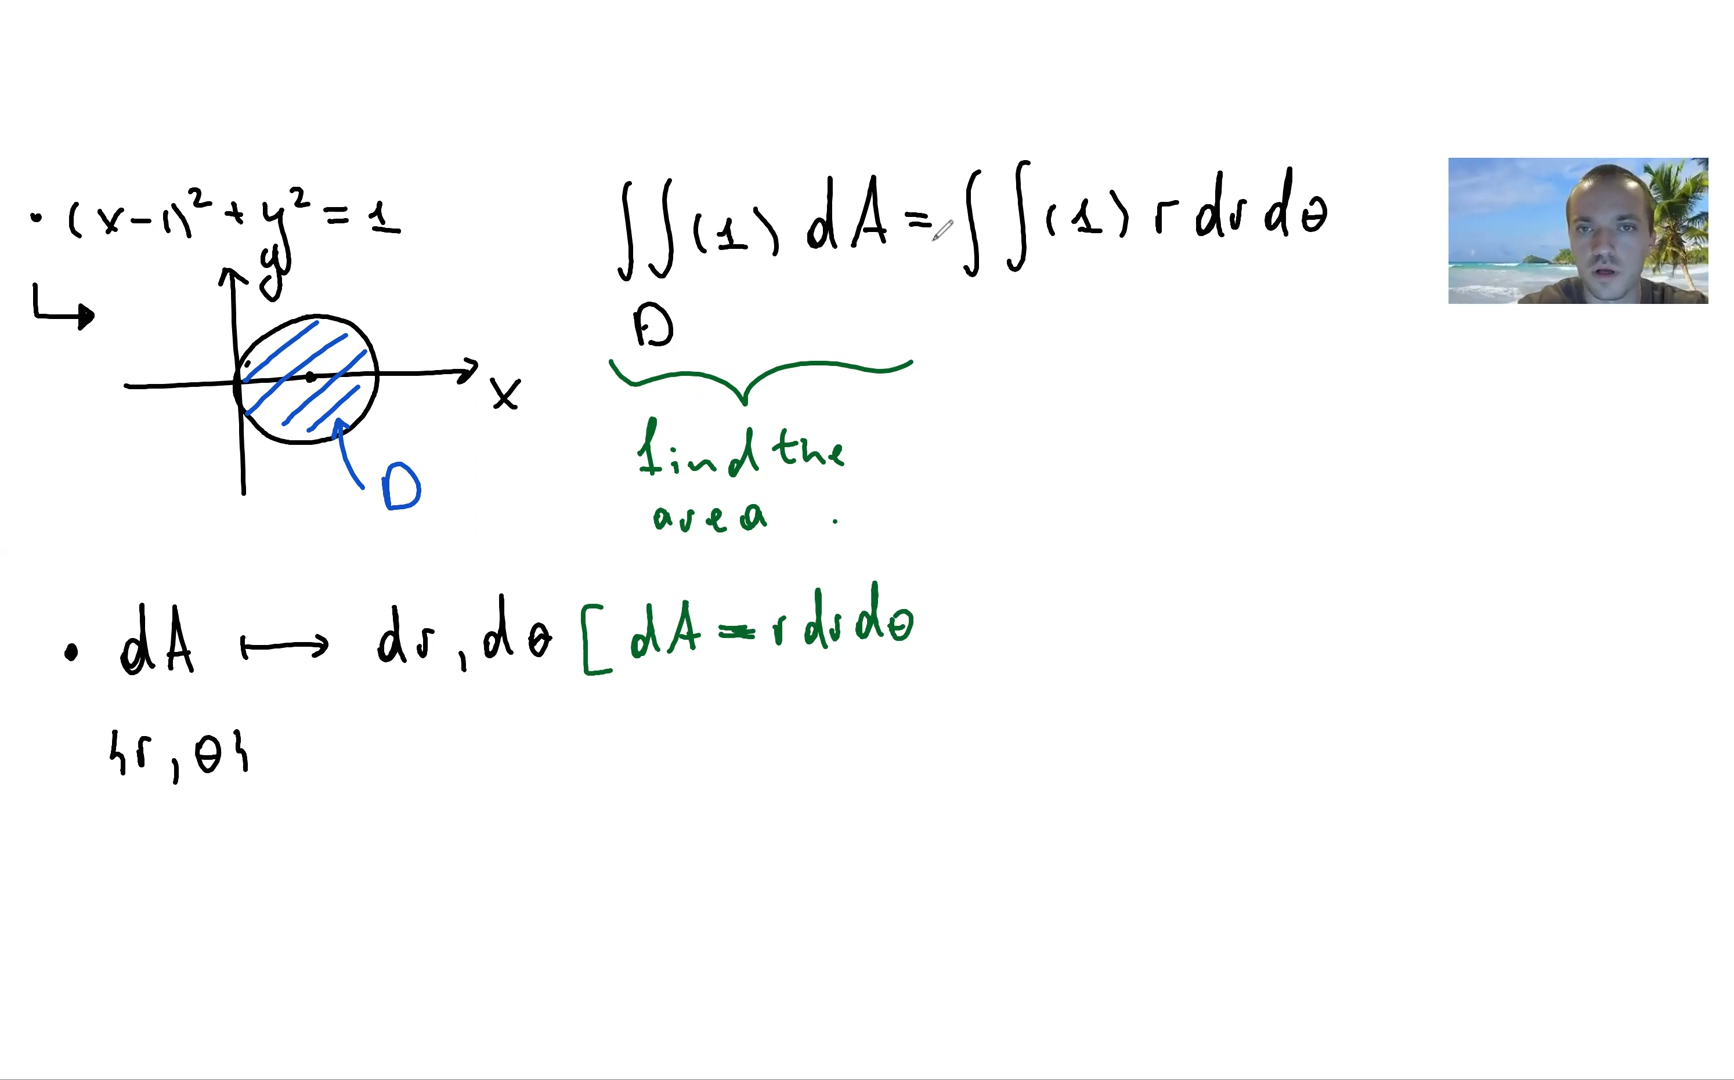 • (x-1)² + y² = 1
y
x
D
∬(1) dA = ∫∫(1) r dr dθ
D
find the
area .
• dA ⟼ dr, dθ [ dA = r dr dθ
{r, θ}